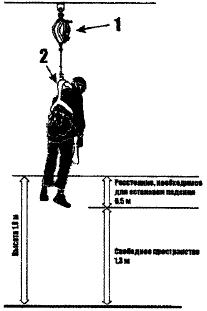 1
2
Расстояние, необходимое
для остановки падения
0,5 м
Свободное пространство
1,3 м
Высота 1,8 м